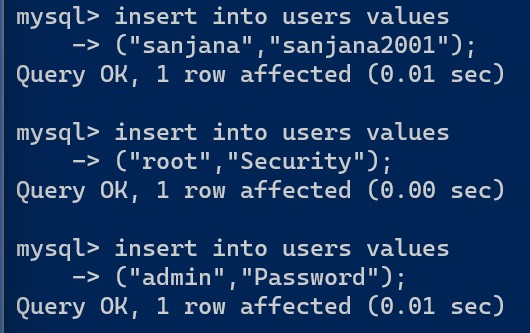 mysql> insert into users values
    -> ("sanjana","sanjana2001");
Query OK, 1 row affected (0.01 sec)

mysql> insert into users values
    -> ("root","Security");
Query OK, 1 row affected (0.00 sec)

mysql> insert into users values
    -> ("admin","Password");
Query OK, 1 row affected (0.01 sec)